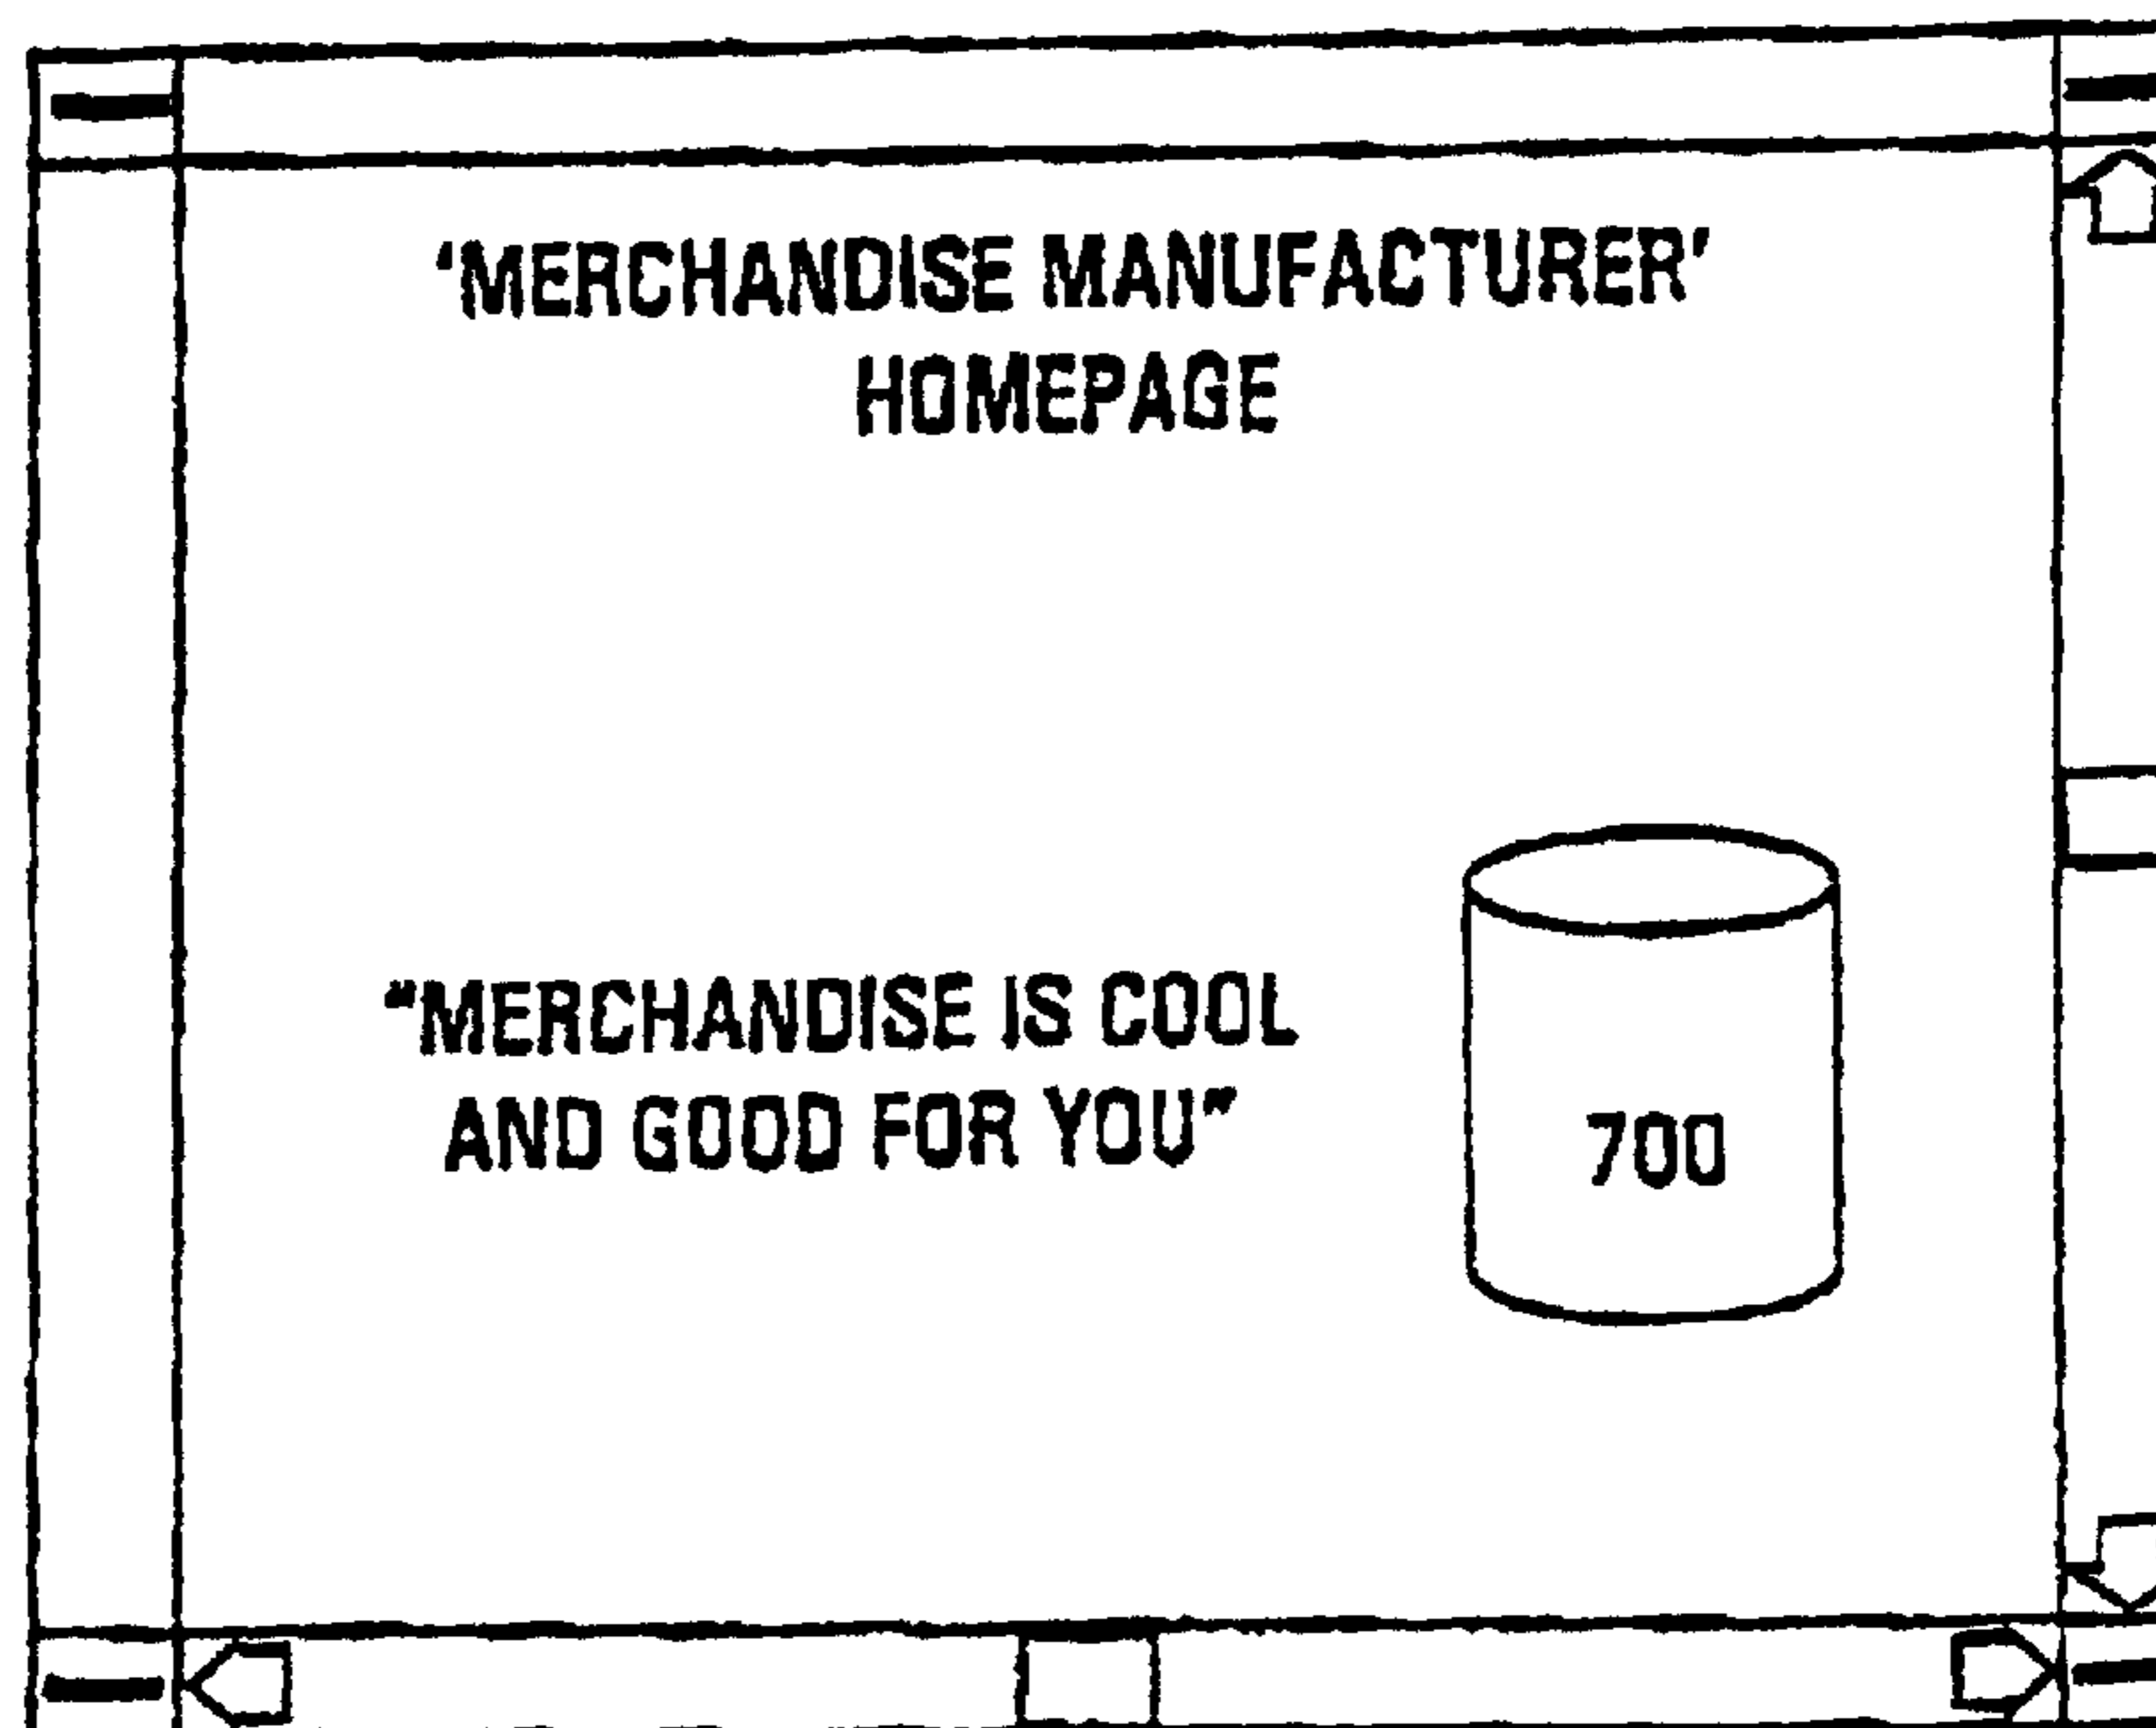 'MERCHANDISE MANUFACTURER'
HOMEPAGE
"MERCHANDISE IS COOL
AND GOOD FOR YOU"
700